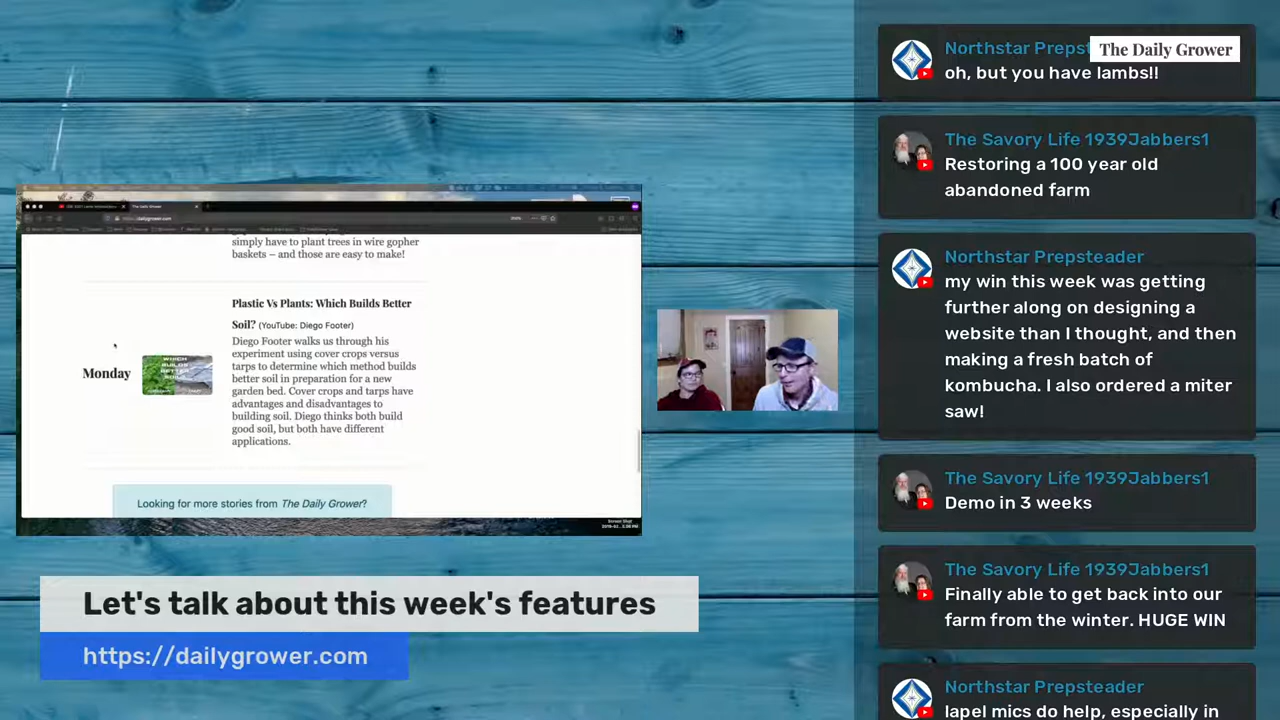 simply have to plant trees in wire gopher
baskets – and those are easy to make!
Monday
WHICH
BUILDS
BETTER
Plastic Vs Plants: Which Builds Better
Soil? (YouTube: Diego Footer)
Diego Footer walks us through his
experiment using cover crops versus
tarps to determine which method builds
better soil in preparation for a new
garden bed. Cover crops and tarps have
advantages and disadvantages to
building soil. Diego thinks both build
good soil, but both have different
applications.
Looking for more stories from The Daily Grower?
Let's talk about this week's features
https://dailygrower.com
The Daily Grower
Northstar Preps
oh, but you have lambs!!
The Savory Life 1939Jabbers1
Restoring a 100 year old
abandoned farm
Northstar Prepsteader
my win this week was getting
further along on designing a
website than I thought, and then
making a fresh batch of
kombucha. I also ordered a miter
saw!
The Savory Life 1939Jabbers1
Demo in 3 weeks
The Savory Life 1939Jabbers1
Finally able to get back into our
farm from the winter. HUGE WIN
Northstar Prepsteader
lapel mics do help, especially in